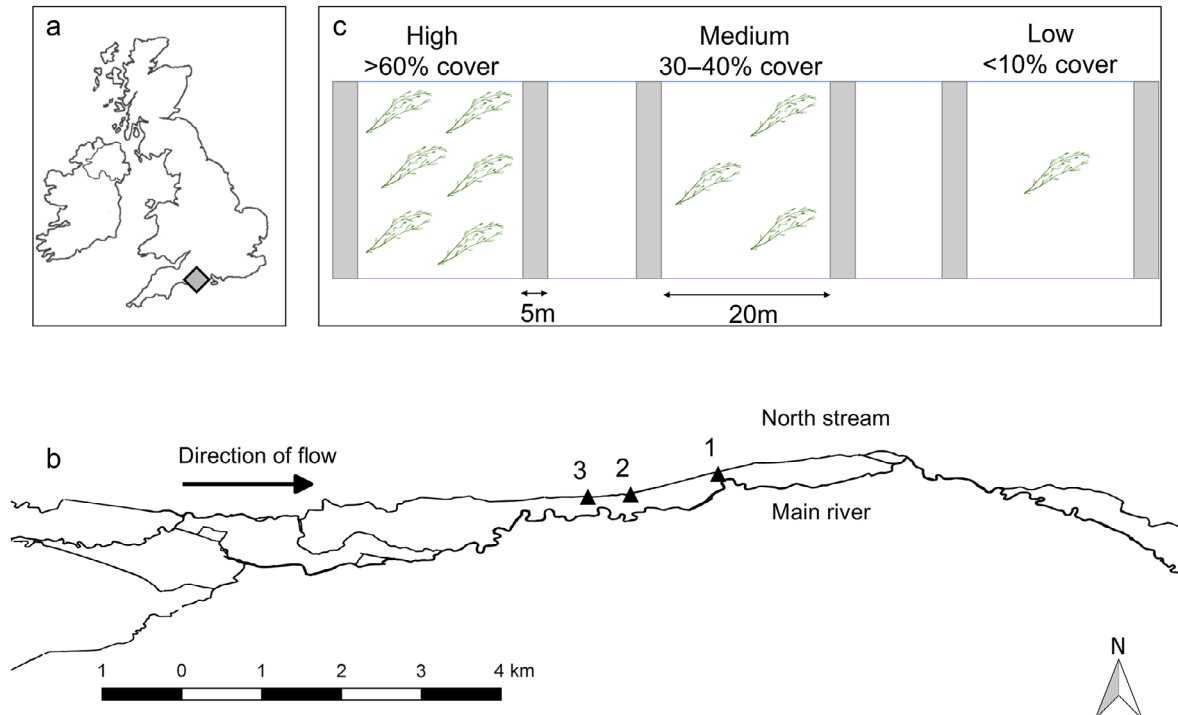 a
c
High
>60% cover
Medium
30–40% cover
Low
<10% cover
5m
20m
b
Direction of flow
3
2
1
North stream
Main river
1 0 1 2 3 4 km
N